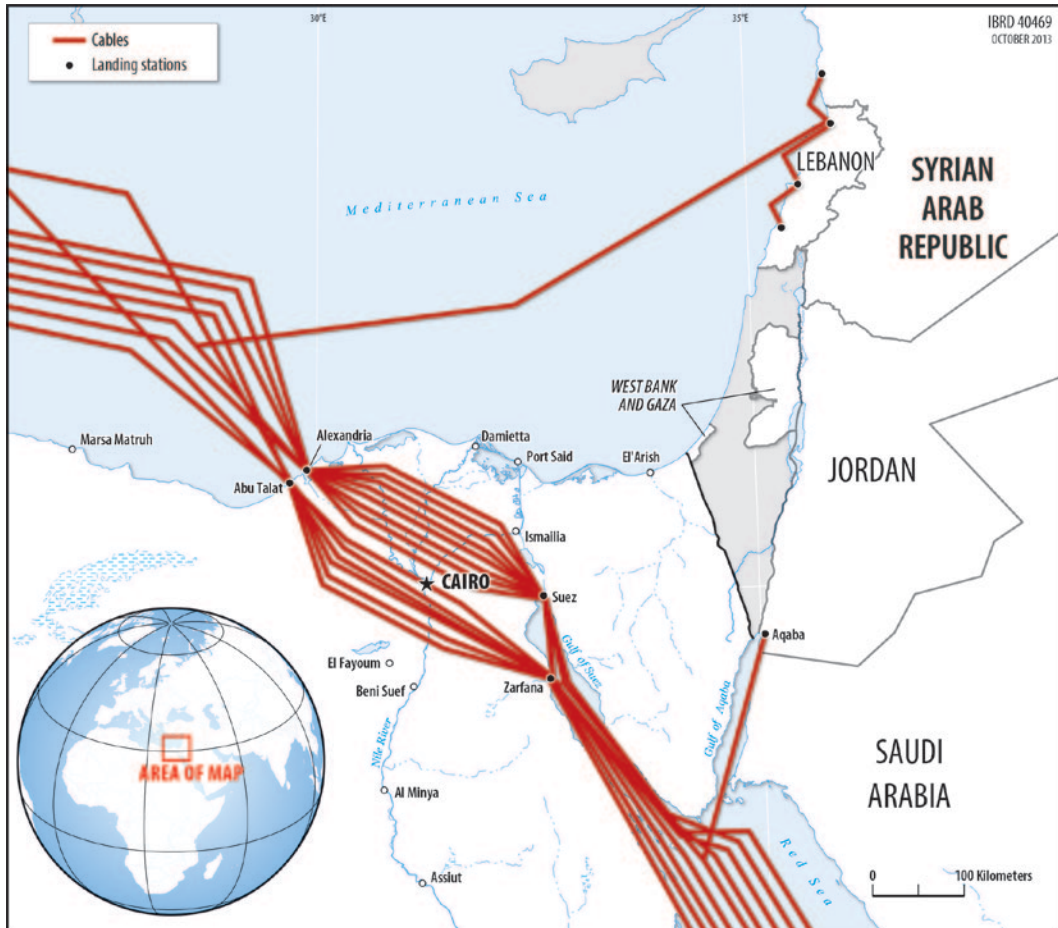 30°E
35°E
IBRD 40469
OCTOBER 2013
Cables
Landing stations
LEBANON
SYRIAN
ARAB
REPUBLIC
Mediterranean Sea
WEST BANK
AND GAZA
Marsa Matruh
Alexandria
Damietta
Port Said
El'Arish
Abu Talat
JORDAN
Ismailia
CAIRO
Suez
Aqaba
El Fayoum
Beni Suef
Zarfana
Gulf of Suez
Gulf of Aqaba
Nile River
AREA OF MAP
SAUDI
ARABIA
Al Minya
Red Sea
Assiut
0
100 Kilometers